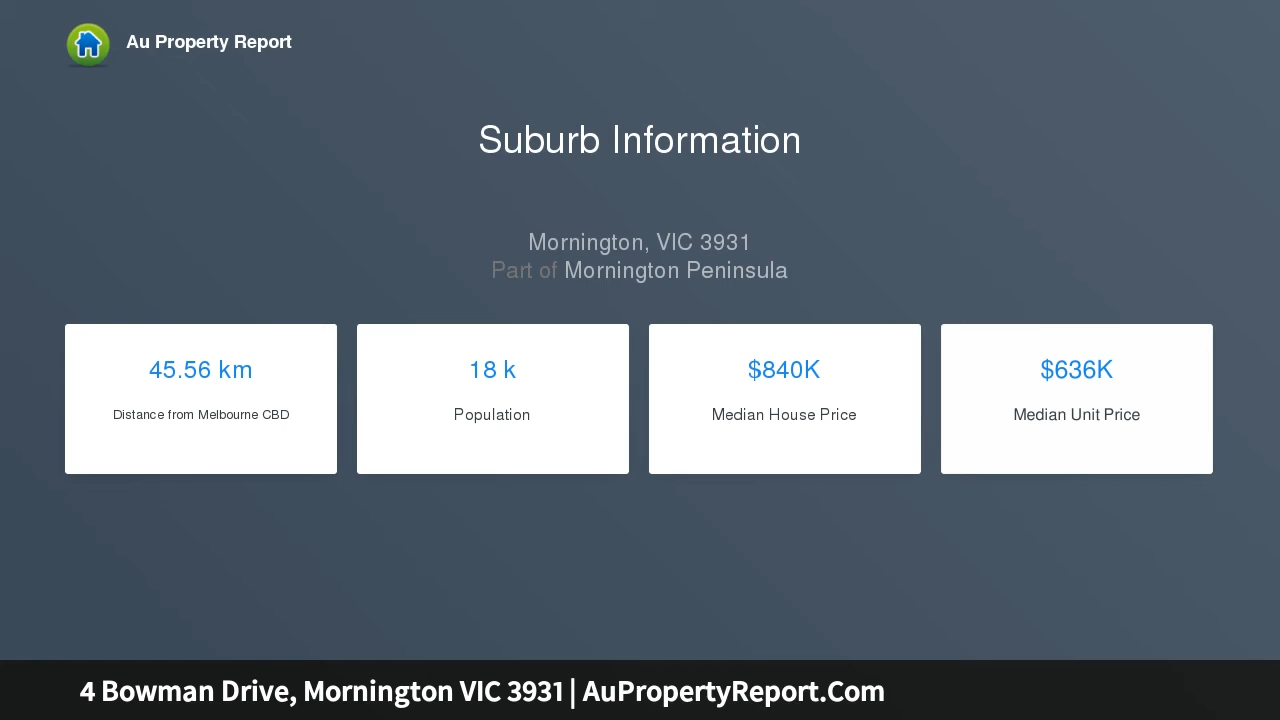 Au Property Report
Suburb Information
Mornington, VIC 3931
Part of Mornington Peninsula
45.56 km
Distance from Melbourne CBD
18 k
Population
$840K
Median House Price
$636K
Median Unit Price
4 Bowman Drive, Mornington VIC 3931 | AuPropertyReport.Com